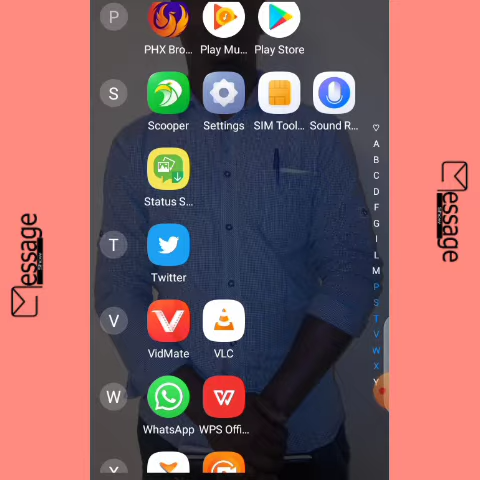 P
PHX Bro...
Play Mu...
Play Store
S
Scooper
Settings
SIM Tool...
Sound R...
Status S...
T
Twitter
V
VidMate
VLC
W
WhatsApp
WPS Offi...
A
B
C
D
F
G
I
L
M
P
S
T
V
W
X
Y
essage
essage